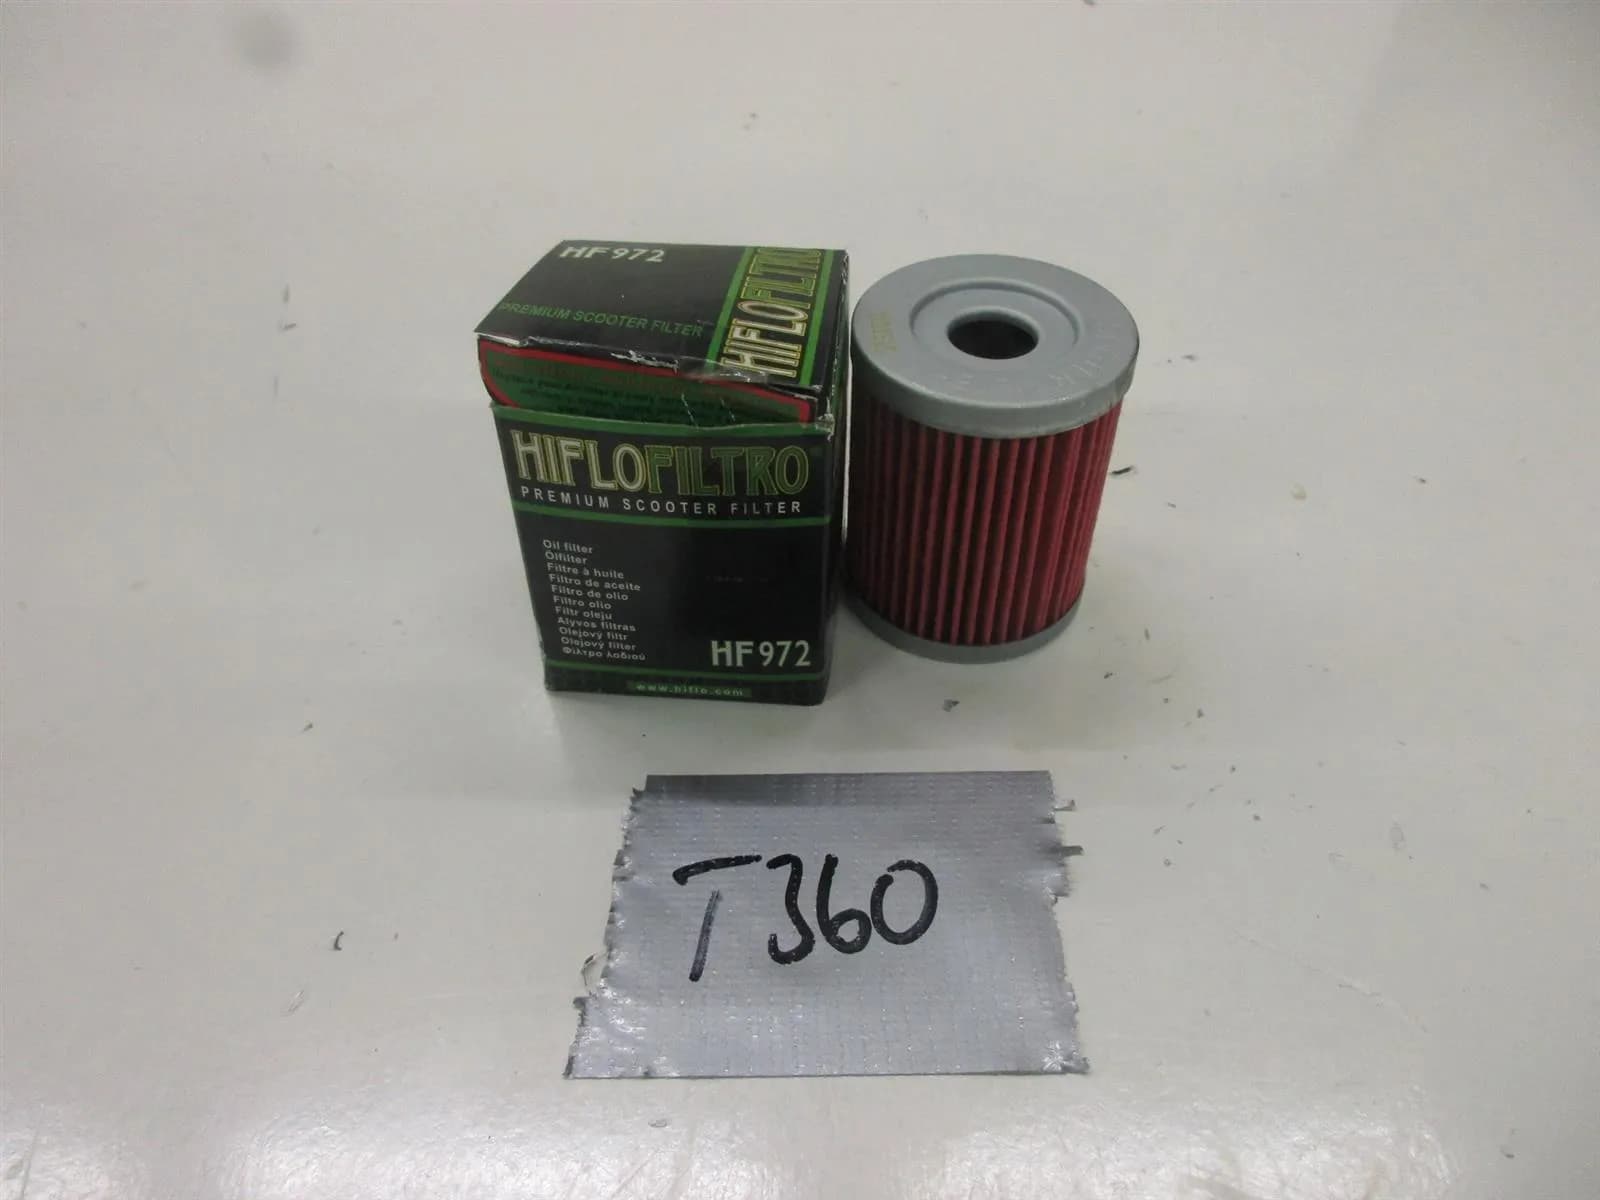 HF972
PREMIUM SCOOTER FILTER
HIFLOFILTRO
HIFLOFILTRO
PREMIUM SCOOTER FILTER
Oil filter
Ölfilter
Filtre à huile
Filtro de aceite
Filtro de olio
Filtro olio
Filtr oleju
Alyvos filtras
Olejový filtr
Olejový filter
Φίλτρο λαδιού
HF972
www.hiflo.com
T360